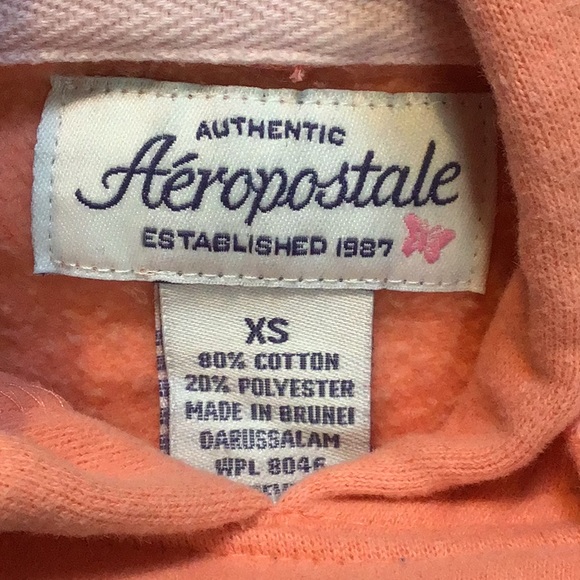 AUTHENTIC
Aéropostale
ESTABLISHED 1987
XS
80% COTTON
20% POLYESTER
MADE IN BRUNEI
DARUSSALAM
WPL 8046